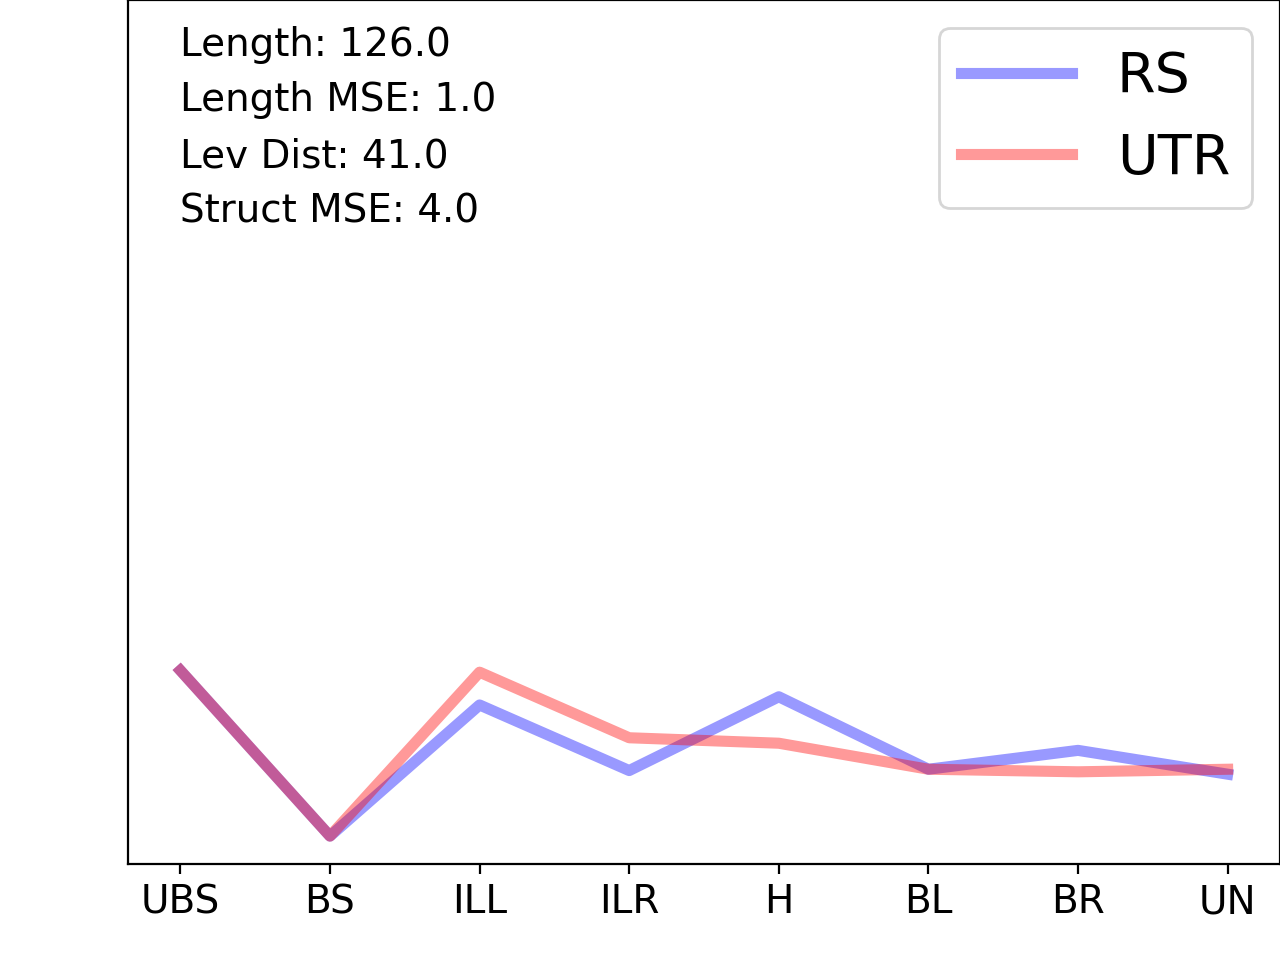 Length: 126.0
Length MSE: 1.0
Lev Dist: 41.0
Struct MSE: 4.0
RS
UTR
UBS BS ILL ILR H BL BR UN